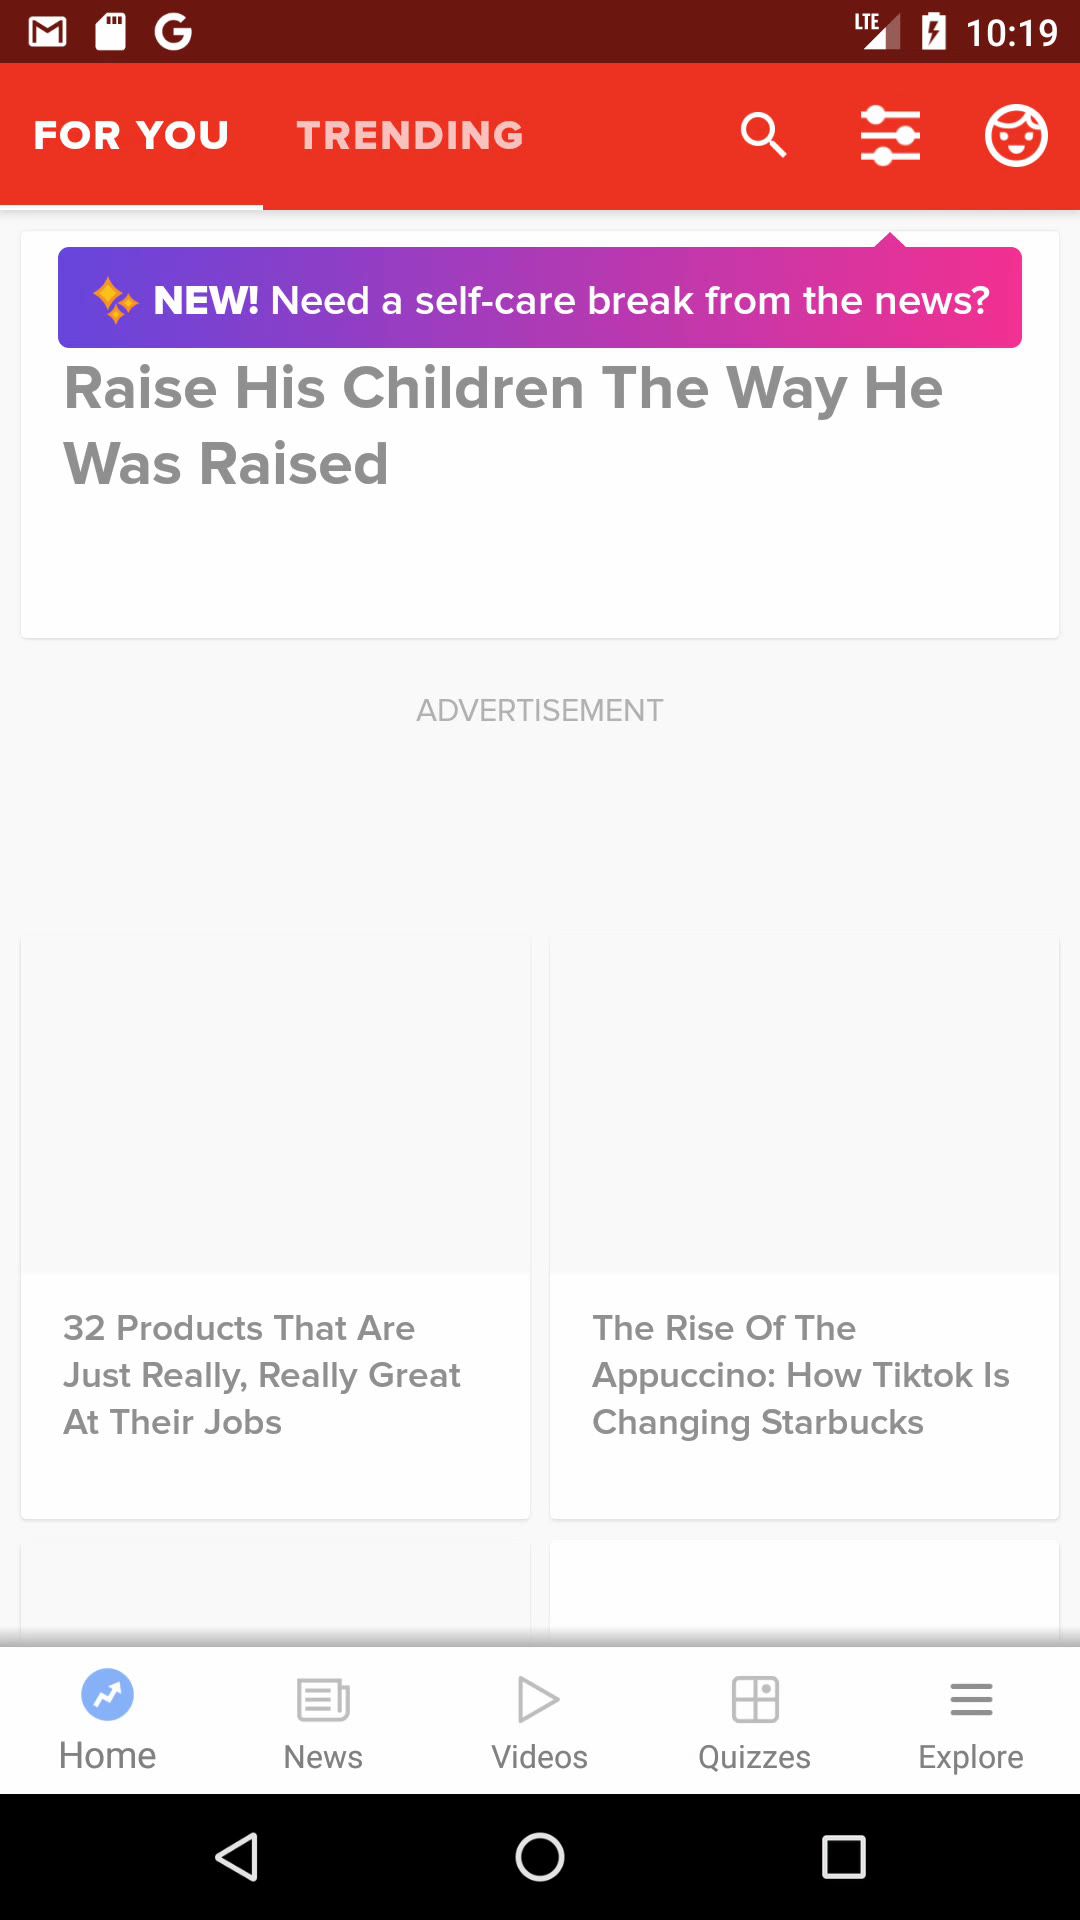 LTE 10:19
FOR YOU TRENDING
NEW! Need a self-care break from the news?
Raise His Children The Way He
Was Raised
ADVERTISEMENT
32 Products That Are
Just Really, Really Great
At Their Jobs
The Rise Of The
Appuccino: How Tiktok Is
Changing Starbucks
Home News Videos Quizzes Explore